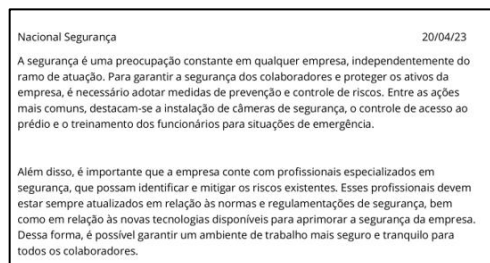 Nacional Segurança 20/04/23
A segurança é uma preocupação constante em qualquer empresa, independentemente do
ramo de atuação. Para garantir a segurança dos colaboradores e proteger os ativos da
empresa, é necessário adotar medidas de prevenção e controle de riscos. Entre as ações
mais comuns, destacam-se a instalação de câmeras de segurança, o controle de acesso ao
prédio e o treinamento dos funcionários para situações de emergência.
Além disso, é importante que a empresa conte com profissionais especializados em
segurança, que possam identificar e mitigar os riscos existentes. Esses profissionais devem
estar sempre atualizados em relação às normas e regulamentações de segurança, bem
como em relação às novas tecnologias disponíveis para aprimorar a segurança da empresa.
Dessa forma, é possível garantir um ambiente de trabalho mais seguro e tranquilo para
todos os colaboradores.